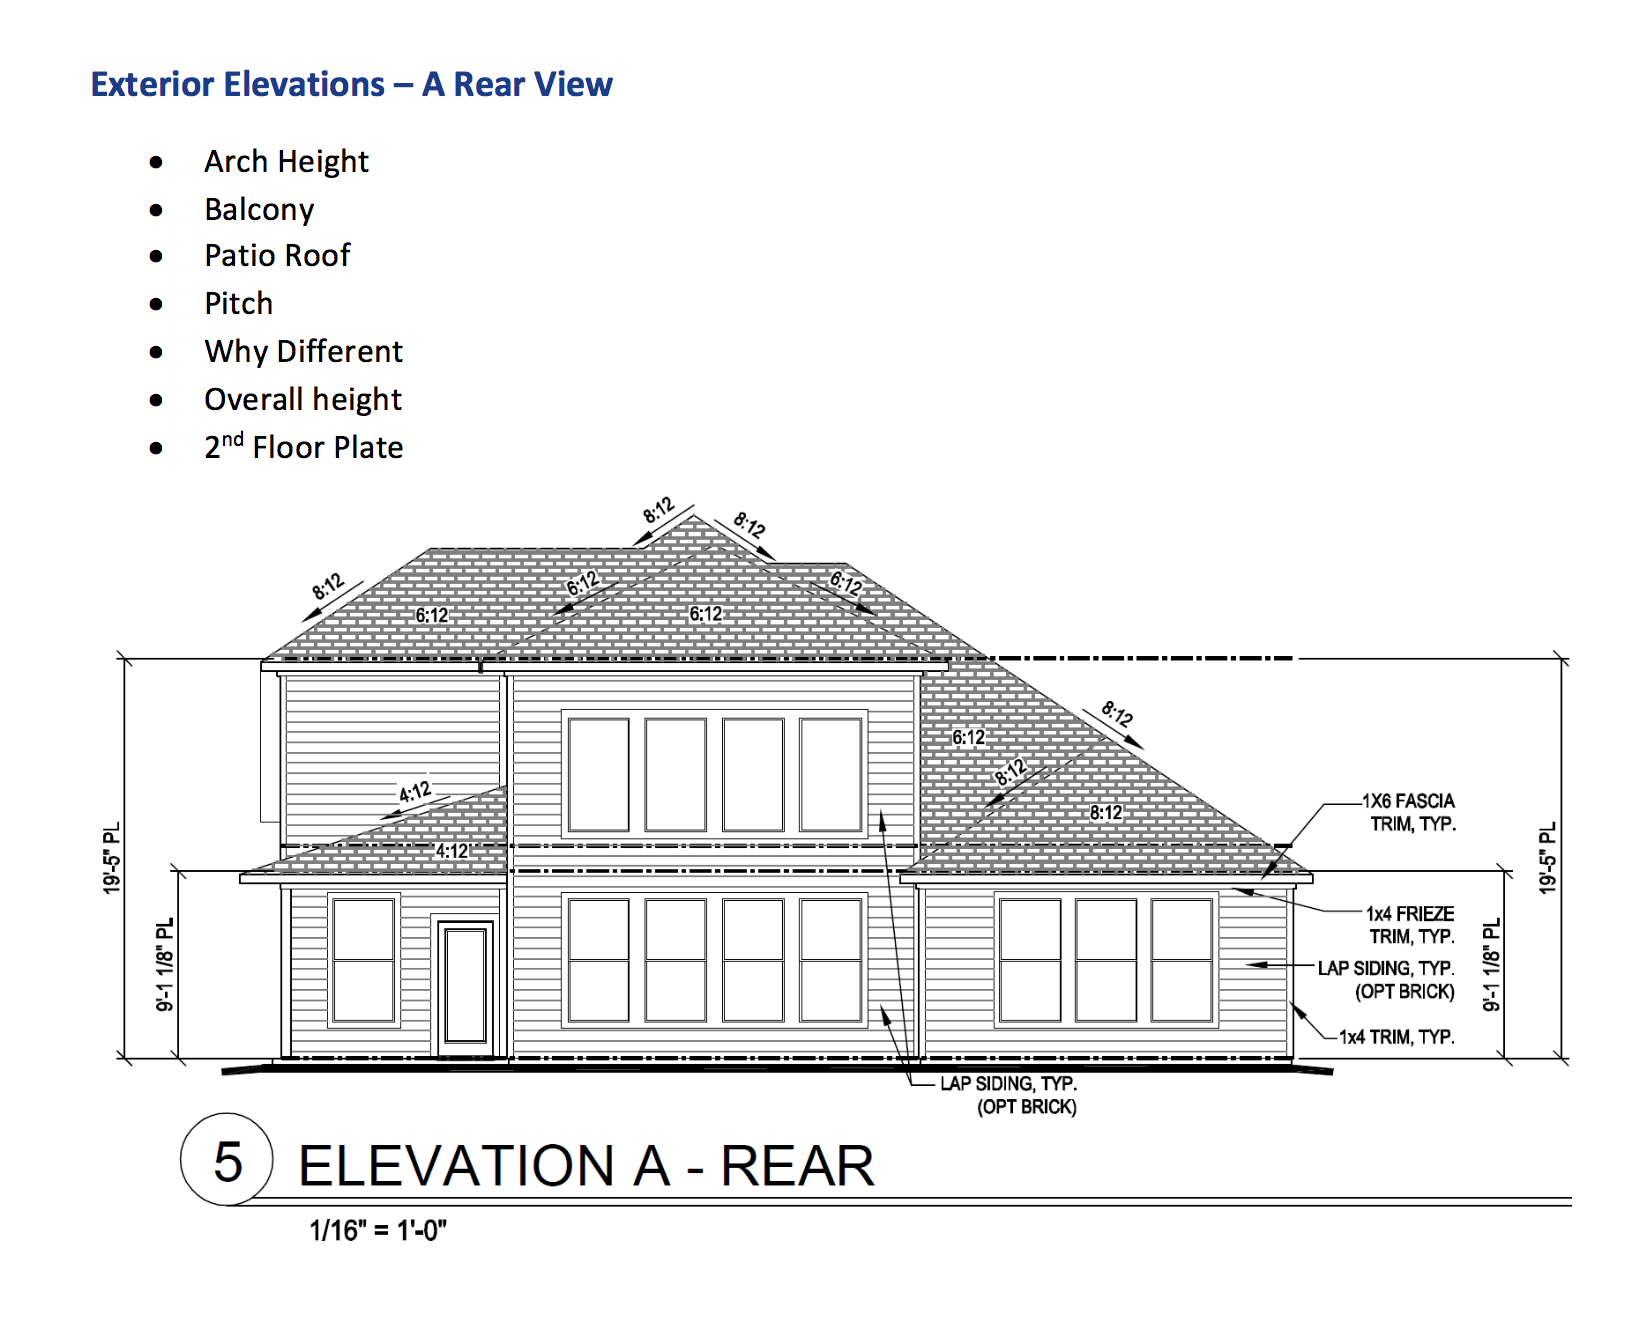 Exterior Elevations – A Rear View
• Arch Height
• Balcony
• Patio Roof
• Pitch
• Why Different
• Overall height
• 2nd Floor Plate
8:12
8:12
8:12
6:12
6:12
6:12
6:12
8:12
6:12
8:12
4:12
8:12
4:12
19'-5" PL
9'-1 1/8" PL
1X6 FASCIA
TRIM, TYP.
1x4 FRIEZE
TRIM, TYP.
LAP SIDING, TYP.
(OPT BRICK)
1x4 TRIM, TYP.
9'-1 1/8" PL
19'-5" PL
LAP SIDING, TYP.
(OPT BRICK)
5 ELEVATION A - REAR
1/16" = 1'-0"